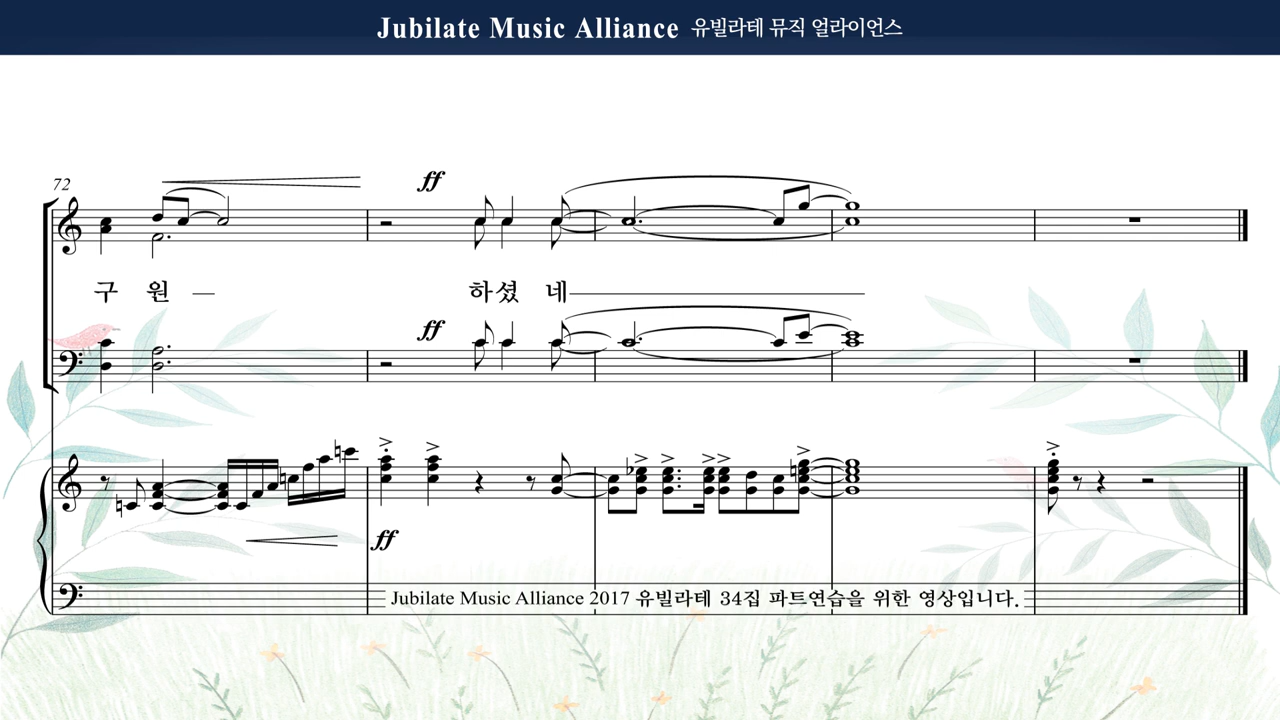 Jubilate Music Alliance 유빌라테 뮤직 얼라이언스
72
ff
구 원
ff
하셨 네
ff
Jubilate Music Alliance 2017 유빌라테 34집 파트연습을 위한 영상입니다.